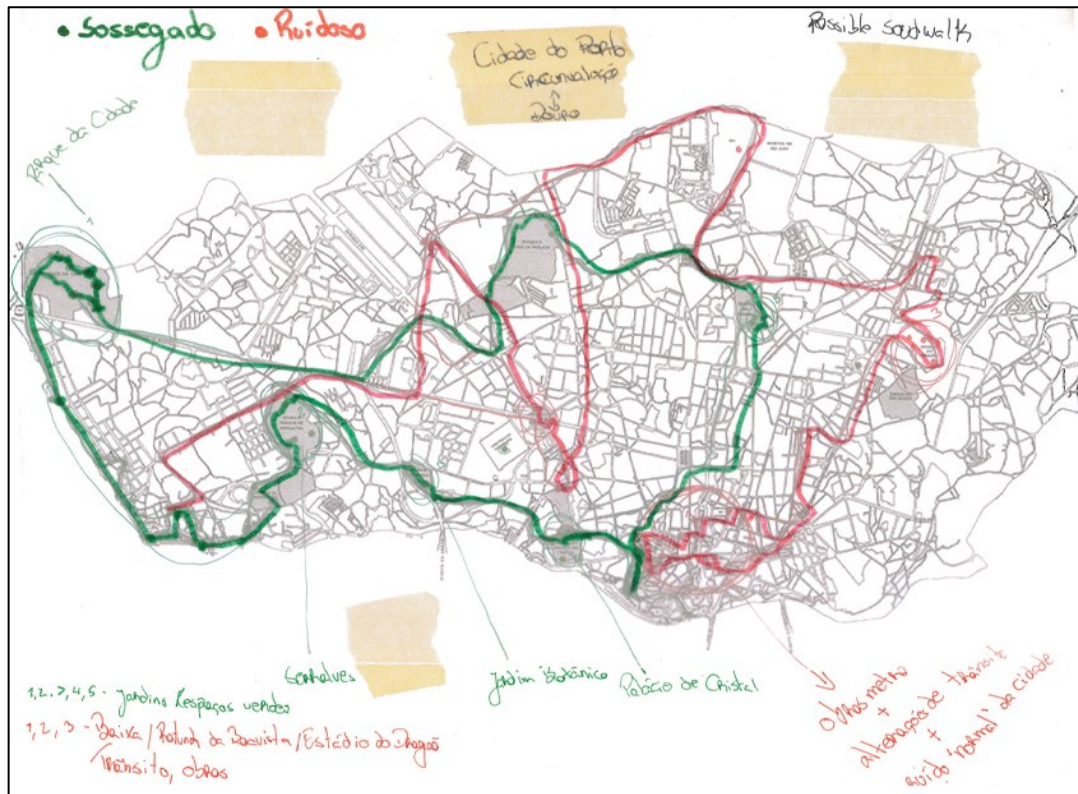 • Sossegado • Ruidoso
Possible soudwalk
Cidade do Porto
Circunvalação
Douro
Parque da Cidade
Serralves
Jardim Botânico
Palácio de Cristal
1, 2, 3, 4, 5 - Jardins & espaços verdes
1, 2, 3 - Baixa / Rotunda da Boavista / Estádio do Dragão
/ Trânsito, obras
Obras metro
+
alterações de trânsito
+
ruído "normal" da cidade